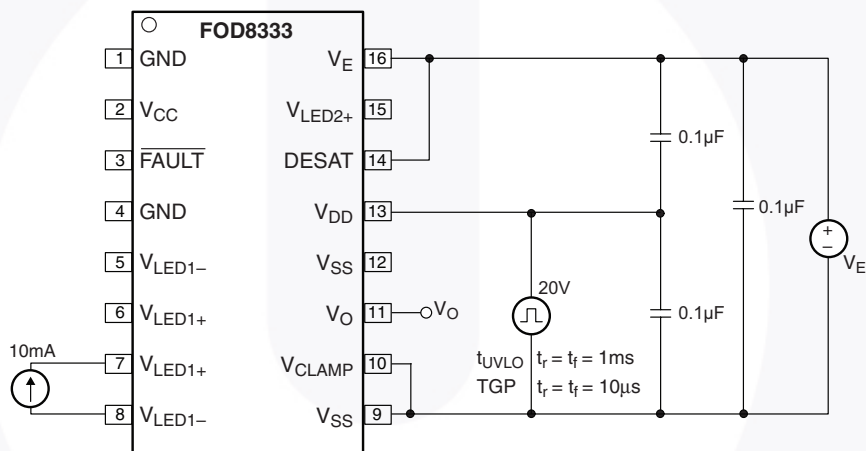 FOD8333
1 GND
2 VCC
3 FAULT
4 GND
5 VLED1–
6 VLED1+
7 VLED1+
8 VLED1–
VE 16
VLED2+ 15
DESAT 14
VDD 13
VSS 12
VO 11
VCLAMP 10
VSS 9
10mA
VO
20V
tUVLO tr = tf = 1ms
TGP tr = tf = 10μs
0.1μF
0.1μF
0.1μF
+
–
VE